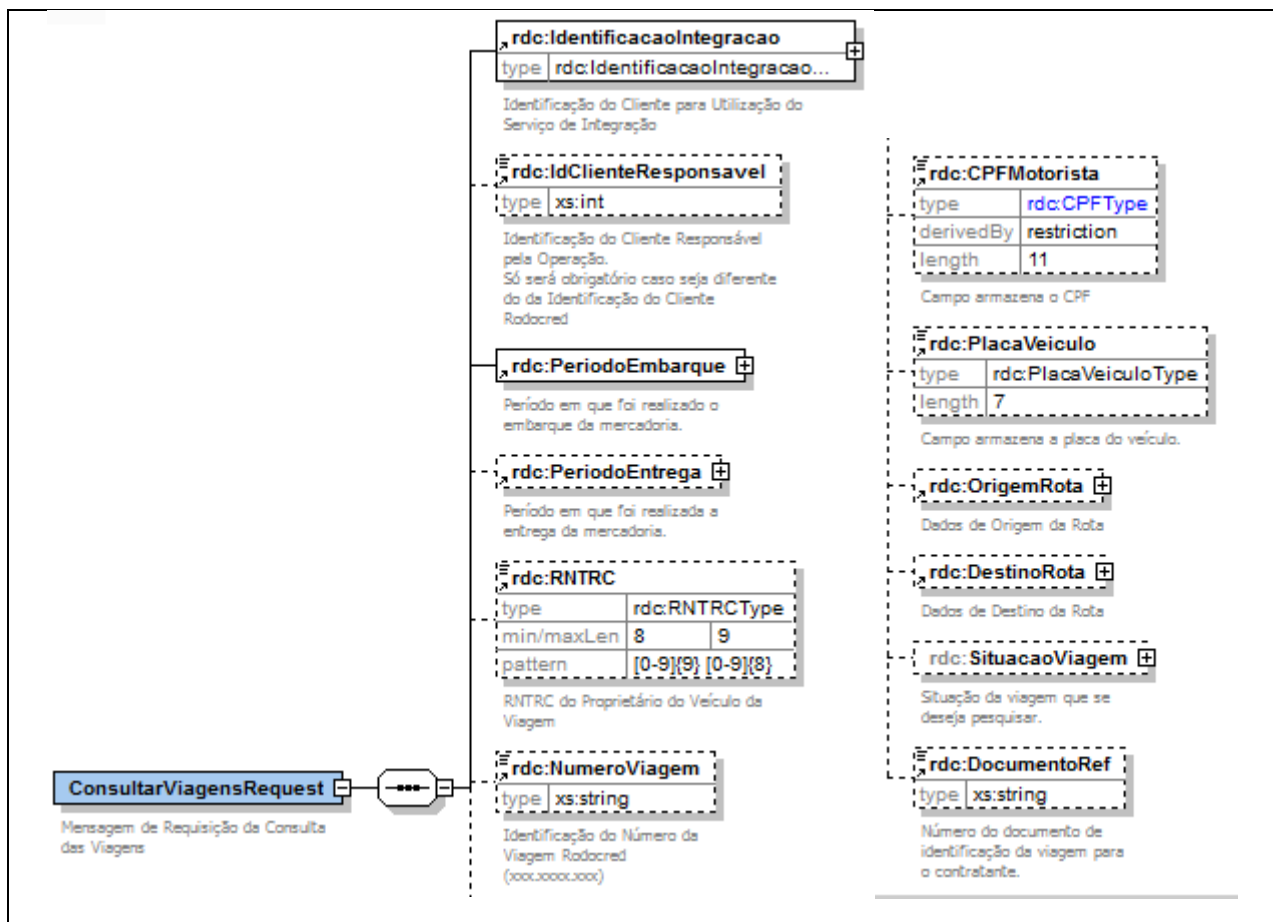 rdc:IdentificacaoIntegracao
type rdc:IdentificacaoIntegracao...
Identificação do Cliente para Utilização do
Serviço de Integração
rdc:IdClienteResponsavel
type xs:int
Identificação do Cliente Responsável
pela Operação.
Só será obrigatório caso seja diferente
do da Identificação do Cliente
Rodocred
rdc:PeriodoEmbarque
Período em que foi realizado o
embarque da mercadoria.
rdc:PeriodoEntrega
Período em que foi realizada a
entrega da mercadoria.
rdc:RNTRC
type rdc:RNTRCType
min/maxLen 8 9
pattern [0-9]{9} [0-9]{8}
RNTRC do Proprietário do Veículo da
Viagem
ConsultarViagensRequest
Mensagem de Requisição da Consulta
das Viagens
rdc:NumeroViagem
type xs:string
Identificação do Número da
Viagem Rodocred
(xxx.xxxx.xxx)
rdc:CPFMotorista
type rdc:CPFType
derivedBy restriction
length 11
Campo armazena o CPF
rdc:PlacaVeiculo
type rdc:PlacaVeiculoType
length 7
Campo armazena a placa do veículo.
rdc:OrigemRota
Dados de Origem da Rota
rdc:DestinoRota
Dados de Destino da Rota
rdc:SituacaoViagem
Situação da viagem que se
deseja pesquisar.
rdc:DocumentoRef
type xs:string
Número do documento de
identificação da viagem para
o contratante.